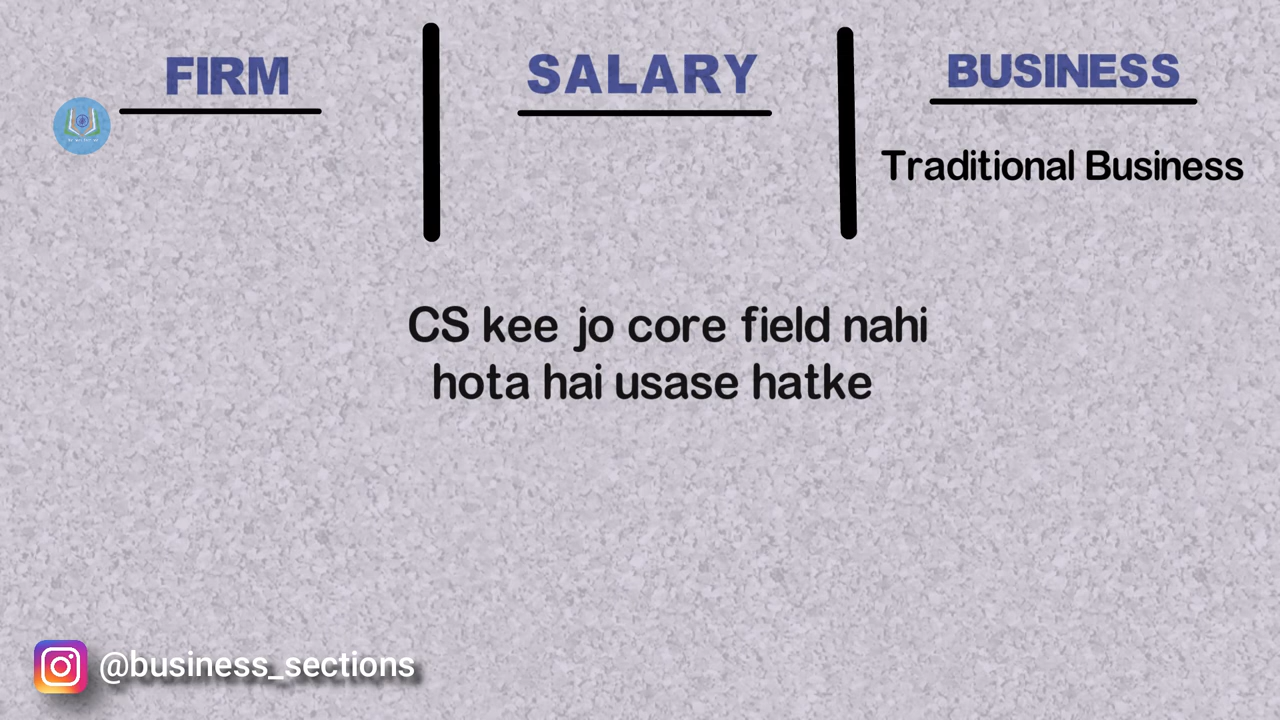 FIRM
SALARY
BUSINESS
Traditional Business
CS kee jo core field nahi
hota hai usase hatke
@business_sections